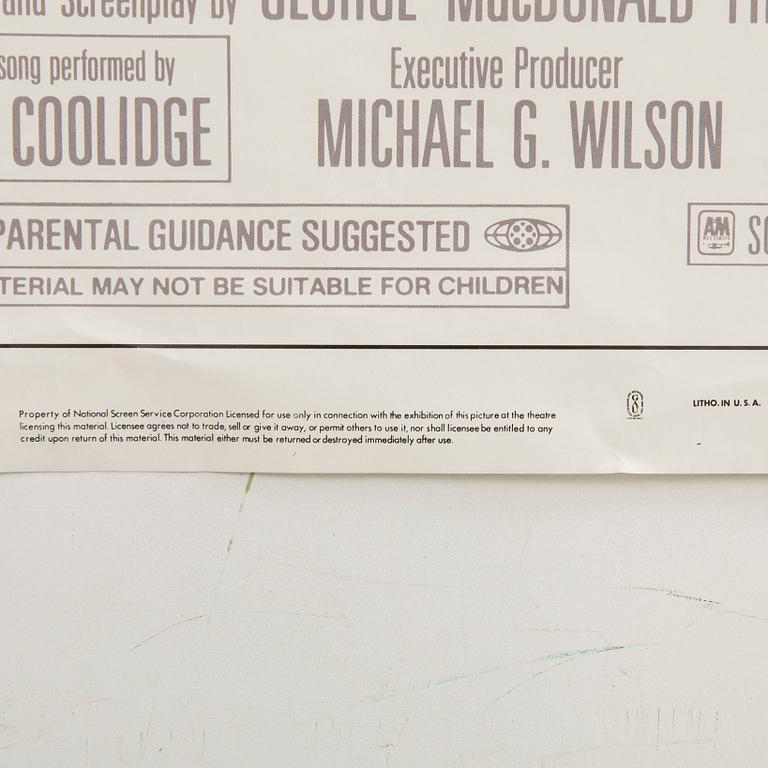 and Screenplay by GEORGE MacDONALD
song performed by
COOLIDGE
Executive Producer
MICHAEL G. WILSON
PARENTAL GUIDANCE SUGGESTED
TERIAL MAY NOT BE SUITABLE FOR CHILDREN
A&M
RECORDS
SO
Property of National Screen Service Corporation Licensed for use only in connection with the exhibition of this picture at the theatre
licensing this material. Licensee agrees not to trade, sell or give it away, or permit others to use it, nor shall licensee be entitled to any
credit upon return of this material. This material either must be returned or destroyed immediately after use.
LITHO. IN U. S. A.